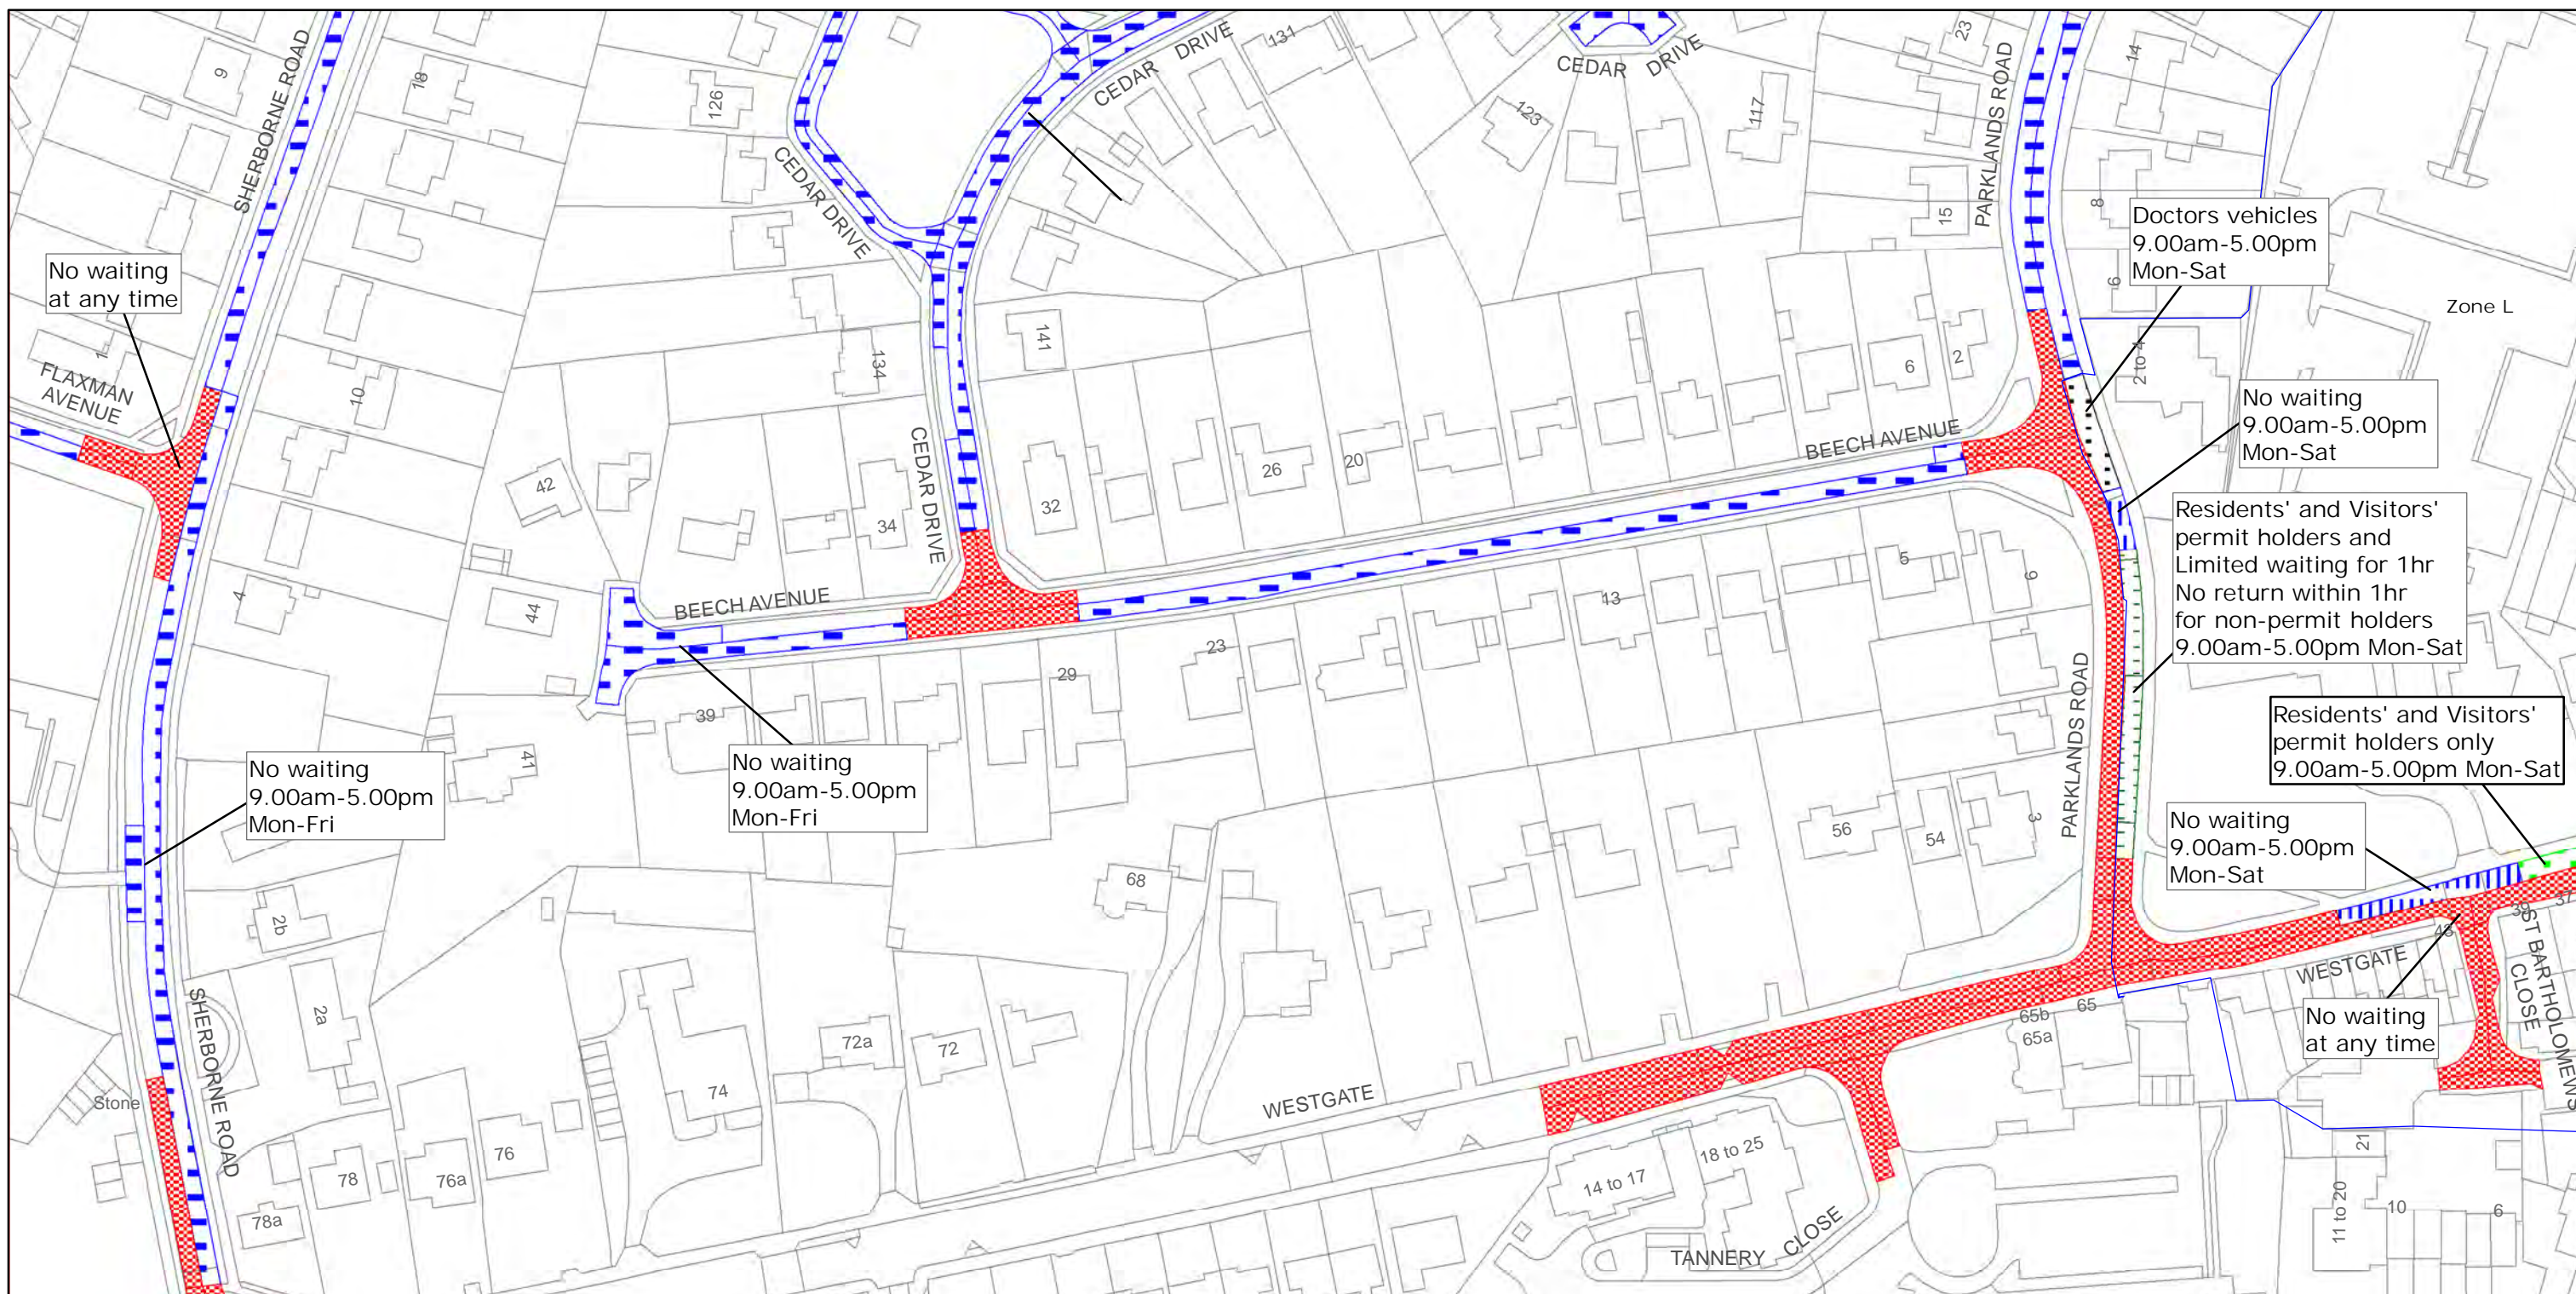 SHERBORNE ROAD
9
18
126
CEDAR DRIVE
131
CEDAR DRIVE
123
117
PARKLANDS ROAD
23
14
CEDAR DRIVE
15
8
6
Doctors vehicles
9.00am-5.00pm
Mon-Sat
Zone L
No waiting
at any time
1
FLAXMAN
AVENUE
10
134
141
6
2
2 to 4
No waiting
9.00am-5.00pm
Mon-Sat
BEECH AVENUE
42
34
CEDAR DRIVE
32
26
20
Residents' and Visitors'
permit holders and
Limited waiting for 1hr
No return within 1hr
for non-permit holders
9.00am-5.00pm Mon-Sat
4
44
BEECH AVENUE
23
13
5
9
29
39
41
PARKLANDS ROAD
Residents' and Visitors'
permit holders only
9.00am-5.00pm Mon-Sat
No waiting
9.00am-5.00pm
Mon-Fri
No waiting
9.00am-5.00pm
Mon-Fri
No waiting
9.00am-5.00pm
Mon-Sat
56
54
3
68
2b
39
37
43
WESTGATE
ST BARTHOLOMEWS
CLOSE
2a
SHERBORNE ROAD
72a
72
74
65b
65a
65
No waiting
at any time
Stone
WESTGATE
78
76a
76
78a
14 to 17
18 to 25
TANNERY CLOSE
21
11 to 20
10
6